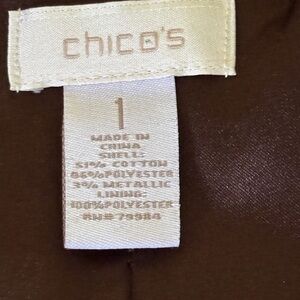 chico's
1
MADE IN
CHINA
SHELL:
51% COTTON
46%POLYESTER
3% METALLIC
LINING:
100%POLYESTER
RN# 79984